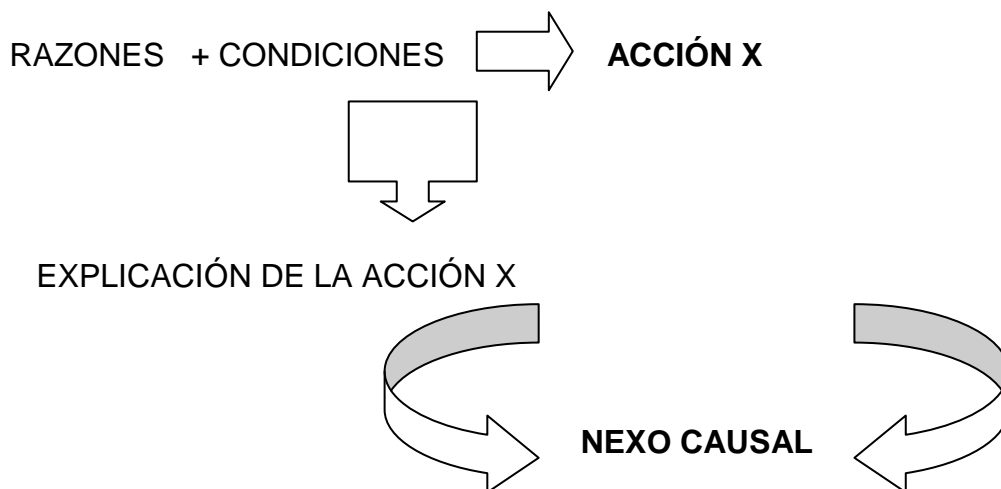 RAZONES + CONDICIONES ACCIÓN X
EXPLICACIÓN DE LA ACCIÓN X
NEXO CAUSAL